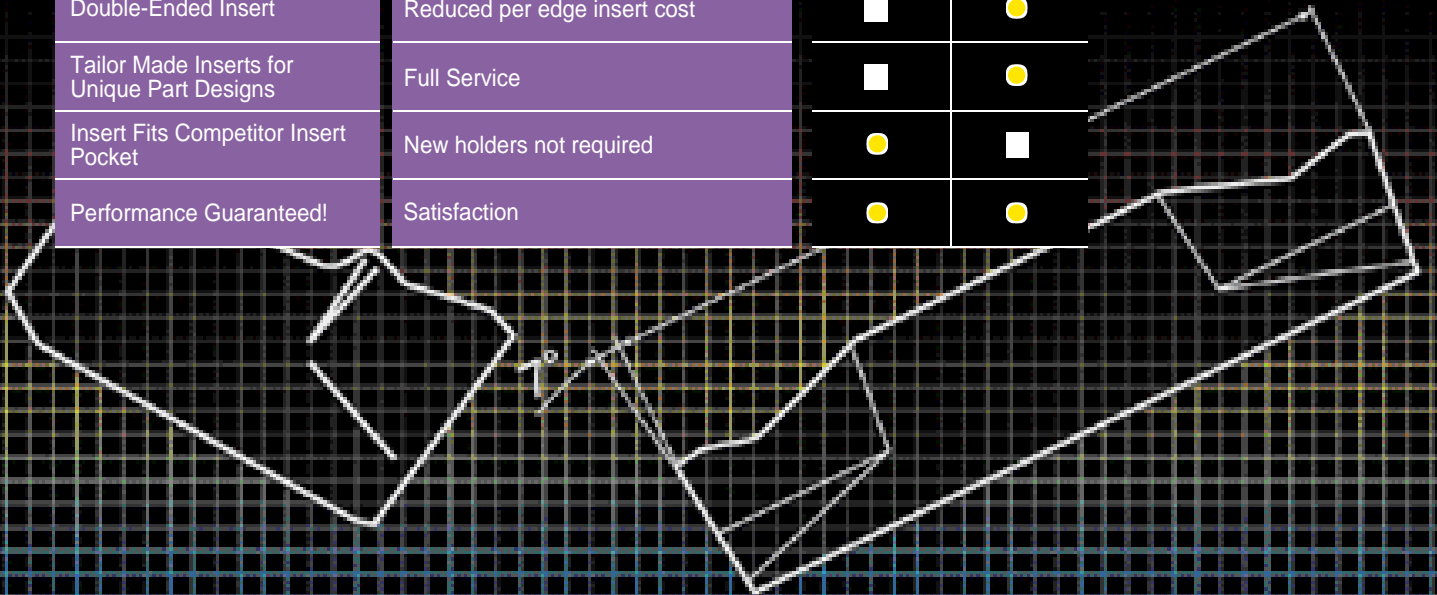 Double-Ended Insert
Reduced per edge insert cost
Tailor Made Inserts for
Unique Part Designs
Full Service
Insert Fits Competitor Insert
Pocket
New holders not required
Performance Guaranteed!
Satisfaction
7°